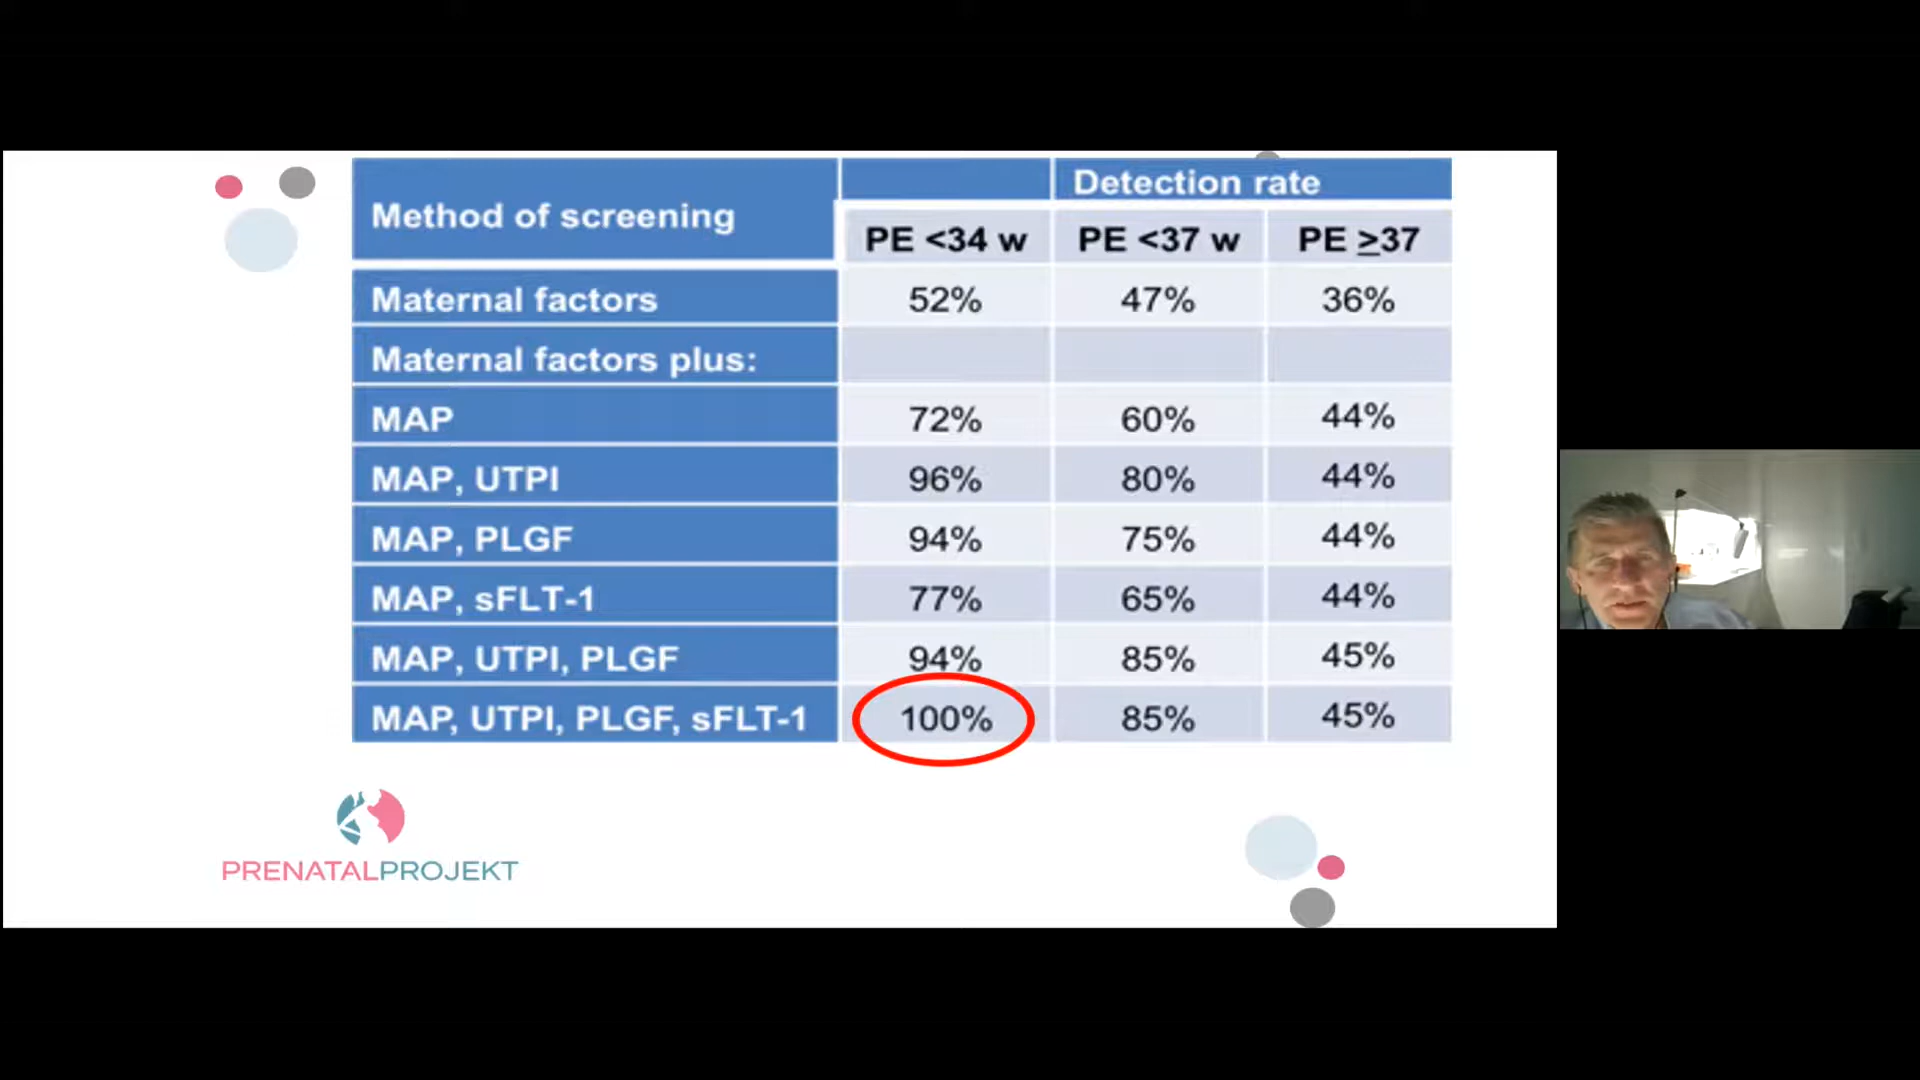 Method of screening
Detection rate
PE <34 w PE <37 w PE ≥37
Maternal factors 52% 47% 36%
Maternal factors plus:
MAP 72% 60% 44%
MAP, UTPI 96% 80% 44%
MAP, PLGF 94% 75% 44%
MAP, sFLT-1 77% 65% 44%
MAP, UTPI, PLGF 94% 85% 45%
MAP, UTPI, PLGF, sFLT-1 100% 85% 45%
PRENATALPROJEKT